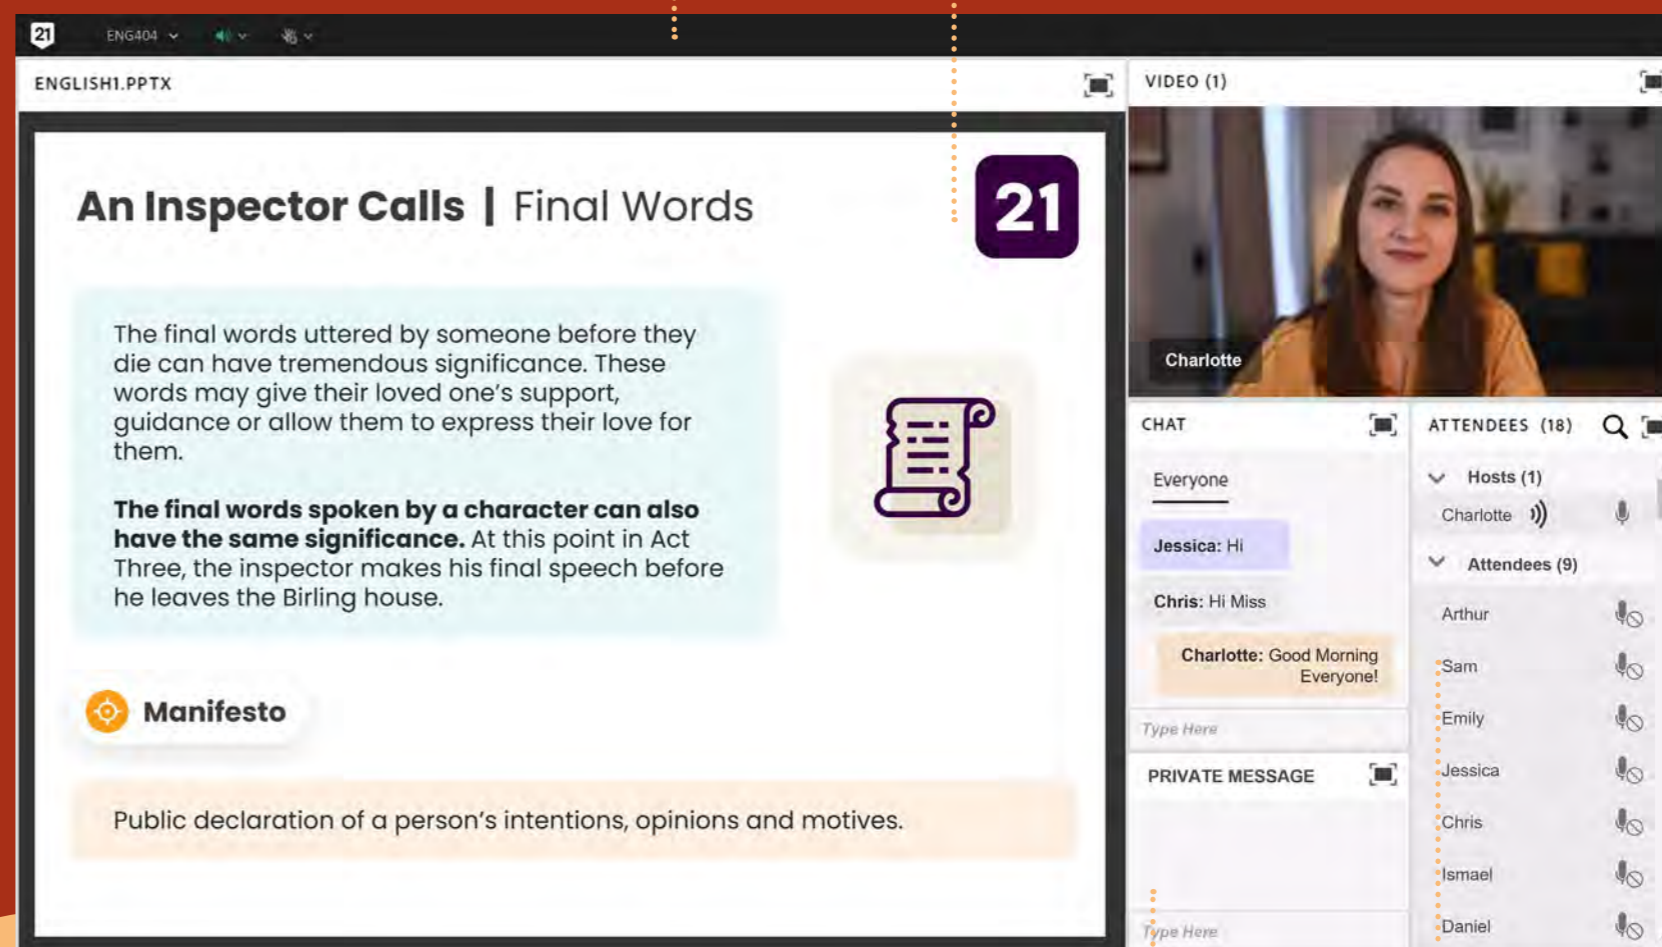 21
ENG404
ENGLISH1.PPTX
An Inspector Calls | Final Words
21
The final words uttered by someone before they
die can have tremendous significance. These
words may give their loved one's support,
guidance or allow them to express their love for
them.
The final words spoken by a character can also
have the same significance. At this point in Act
Three, the inspector makes his final speech before
he leaves the Birling house.
Manifesto
Public declaration of a person's intentions, opinions and motives.
VIDEO (1)
Charlotte
CHAT
Everyone
Jessica: Hi
Chris: Hi Miss
Charlotte: Good Morning
Everyone!
Type Here
PRIVATE MESSAGE
Type Here
ATTENDEES (18)
Hosts (1)
Charlotte
Attendees (9)
Arthur
Sam
Emily
Jessica
Chris
Ismael
Daniel